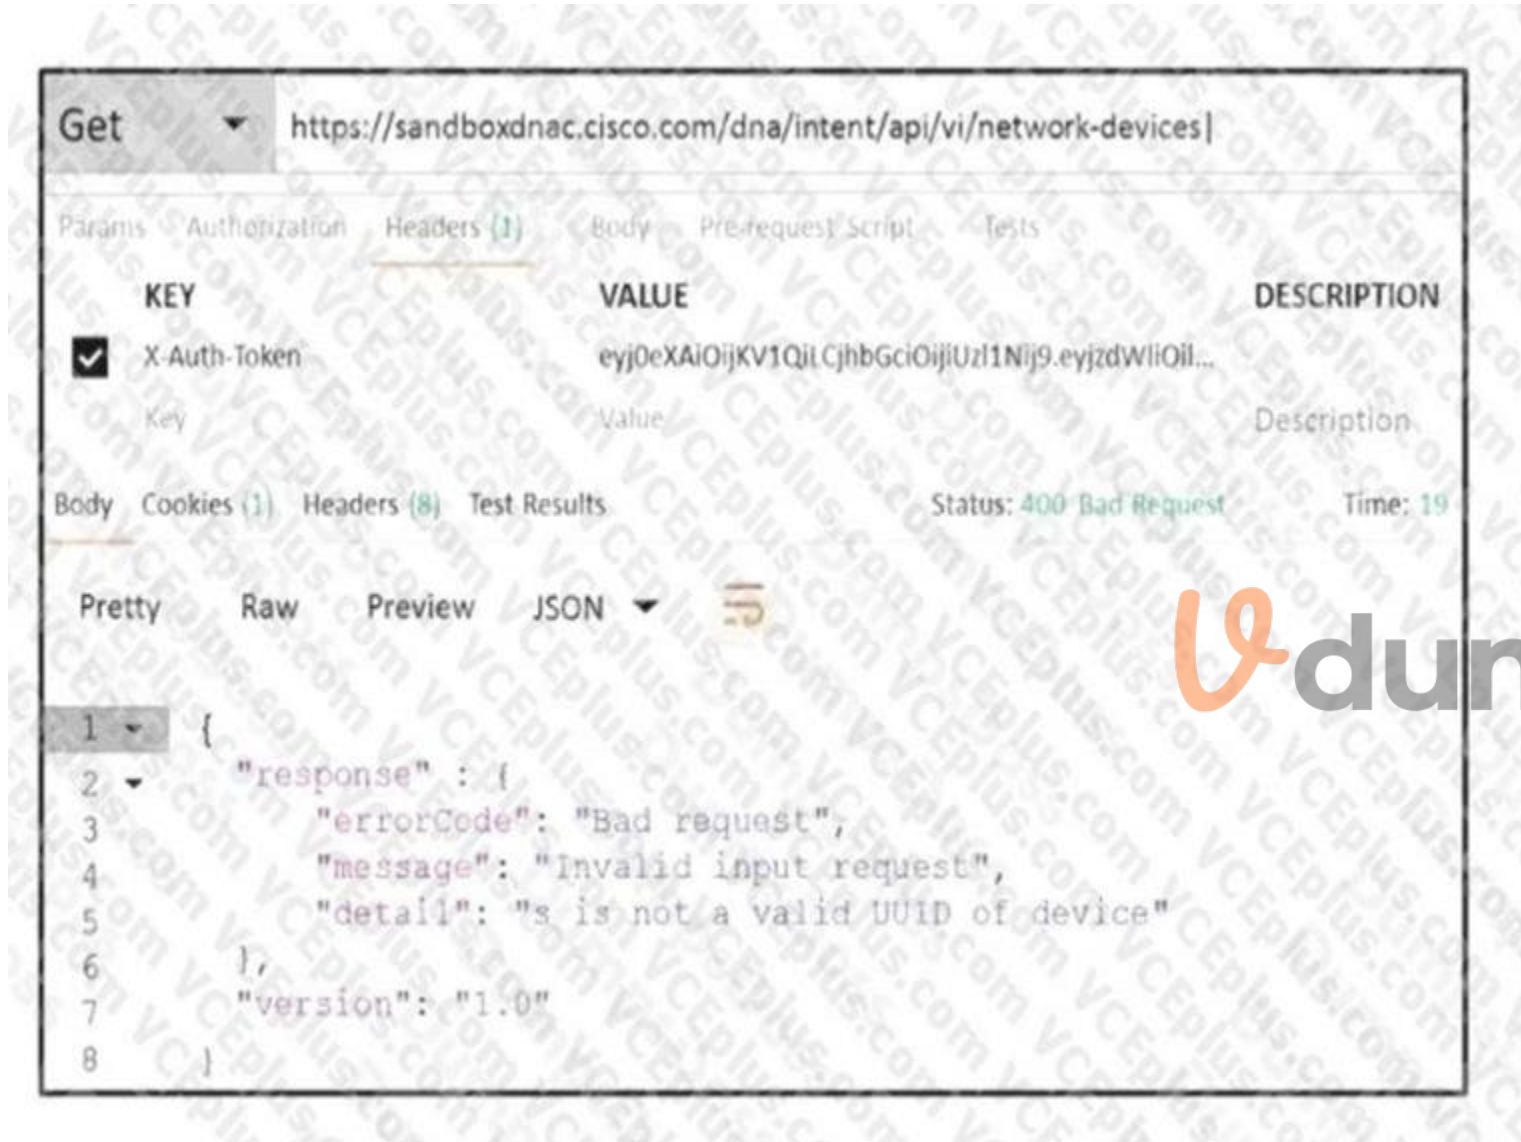 Get https://sandboxdnac.cisco.com/dna/intent/api/vi/network-devices|
Params Authorization Headers (1) Body Pre-request Script Tests
KEY VALUE DESCRIPTION
X-Auth-Token eyj0eXAiOijKV1QiLCjhbGciOijiUzl1Nij9.eyjzdWliOil... 
Key Value Description
Body Cookies (1) Headers (8) Test Results Status: 400 Bad Request Time: 19
Pretty Raw Preview JSON
Vdun
1 {
2 "response" : {
3 "errorCode": "Bad request",
4 "message": "Invalid input request",
5 "detail": "s is not a valid UUID of device"
6 },
7 "version": "1.0"
8 }